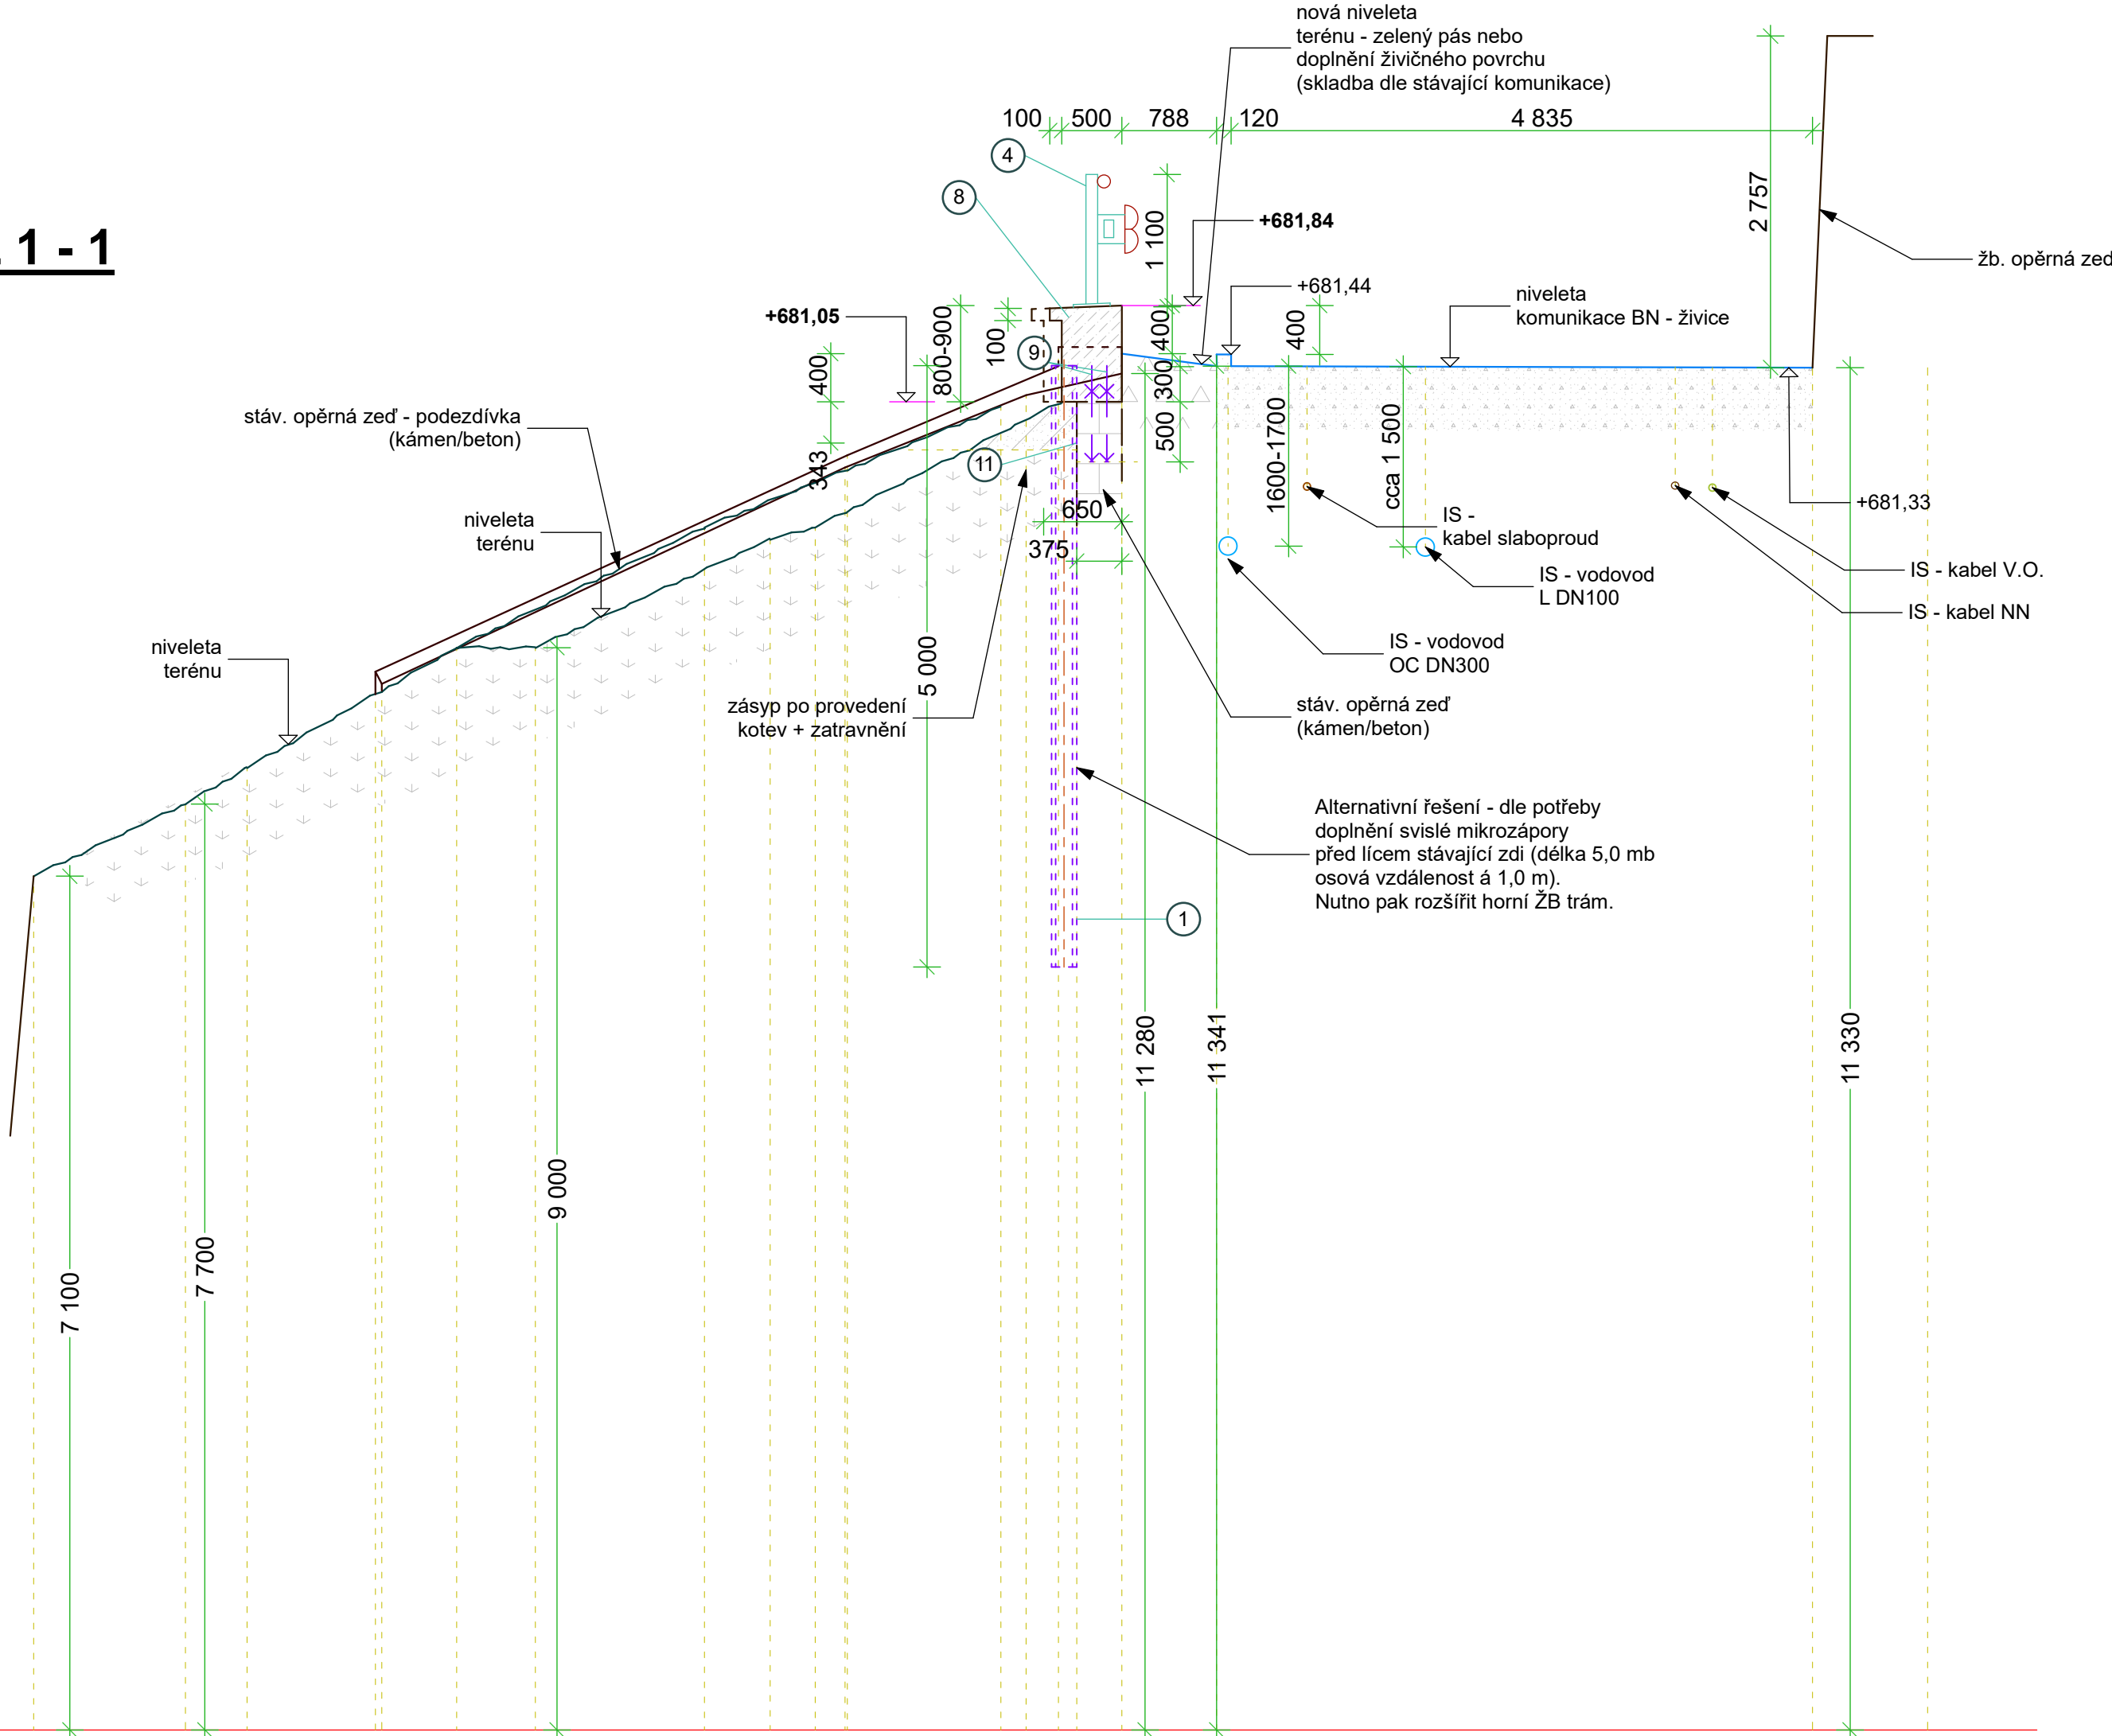 1 - 1
nová niveleta
terénu - zelený pás nebo
doplnění živičného povrchu
(skladba dle stávající komunikace)
100
500
788
120
4 835
4
8
1 100
2 757
+681,84
žb. opěrná zeď
+681,44
niveleta
komunikace BN - živice
+681,05
800-900
100
400
400
400
9
300
500
343
stáv. opěrná zeď - podezdívka
(kámen/beton)
11
1600-1700
cca 1 500
+681,33
niveleta
terénu
650
375
IS -
kabel slaboproud
IS - vodovod
L DN100
IS - kabel V.O.
IS - kabel NN
niveleta
terénu
5 000
IS - vodovod
OC DN300
zásyp po provedení
kotev + zatravnění
stáv. opěrná zeď
(kámen/beton)
Alternativní řešení - dle potřeby
doplnění svislé mikrozápory
před lícem stávající zdi (délka 5,0 mb
osová vzdálenost á 1,0 m).
Nutno pak rozšířit horní ŽB trám.
1
11 280
11 341
11 330
9 000
7 700
7 100